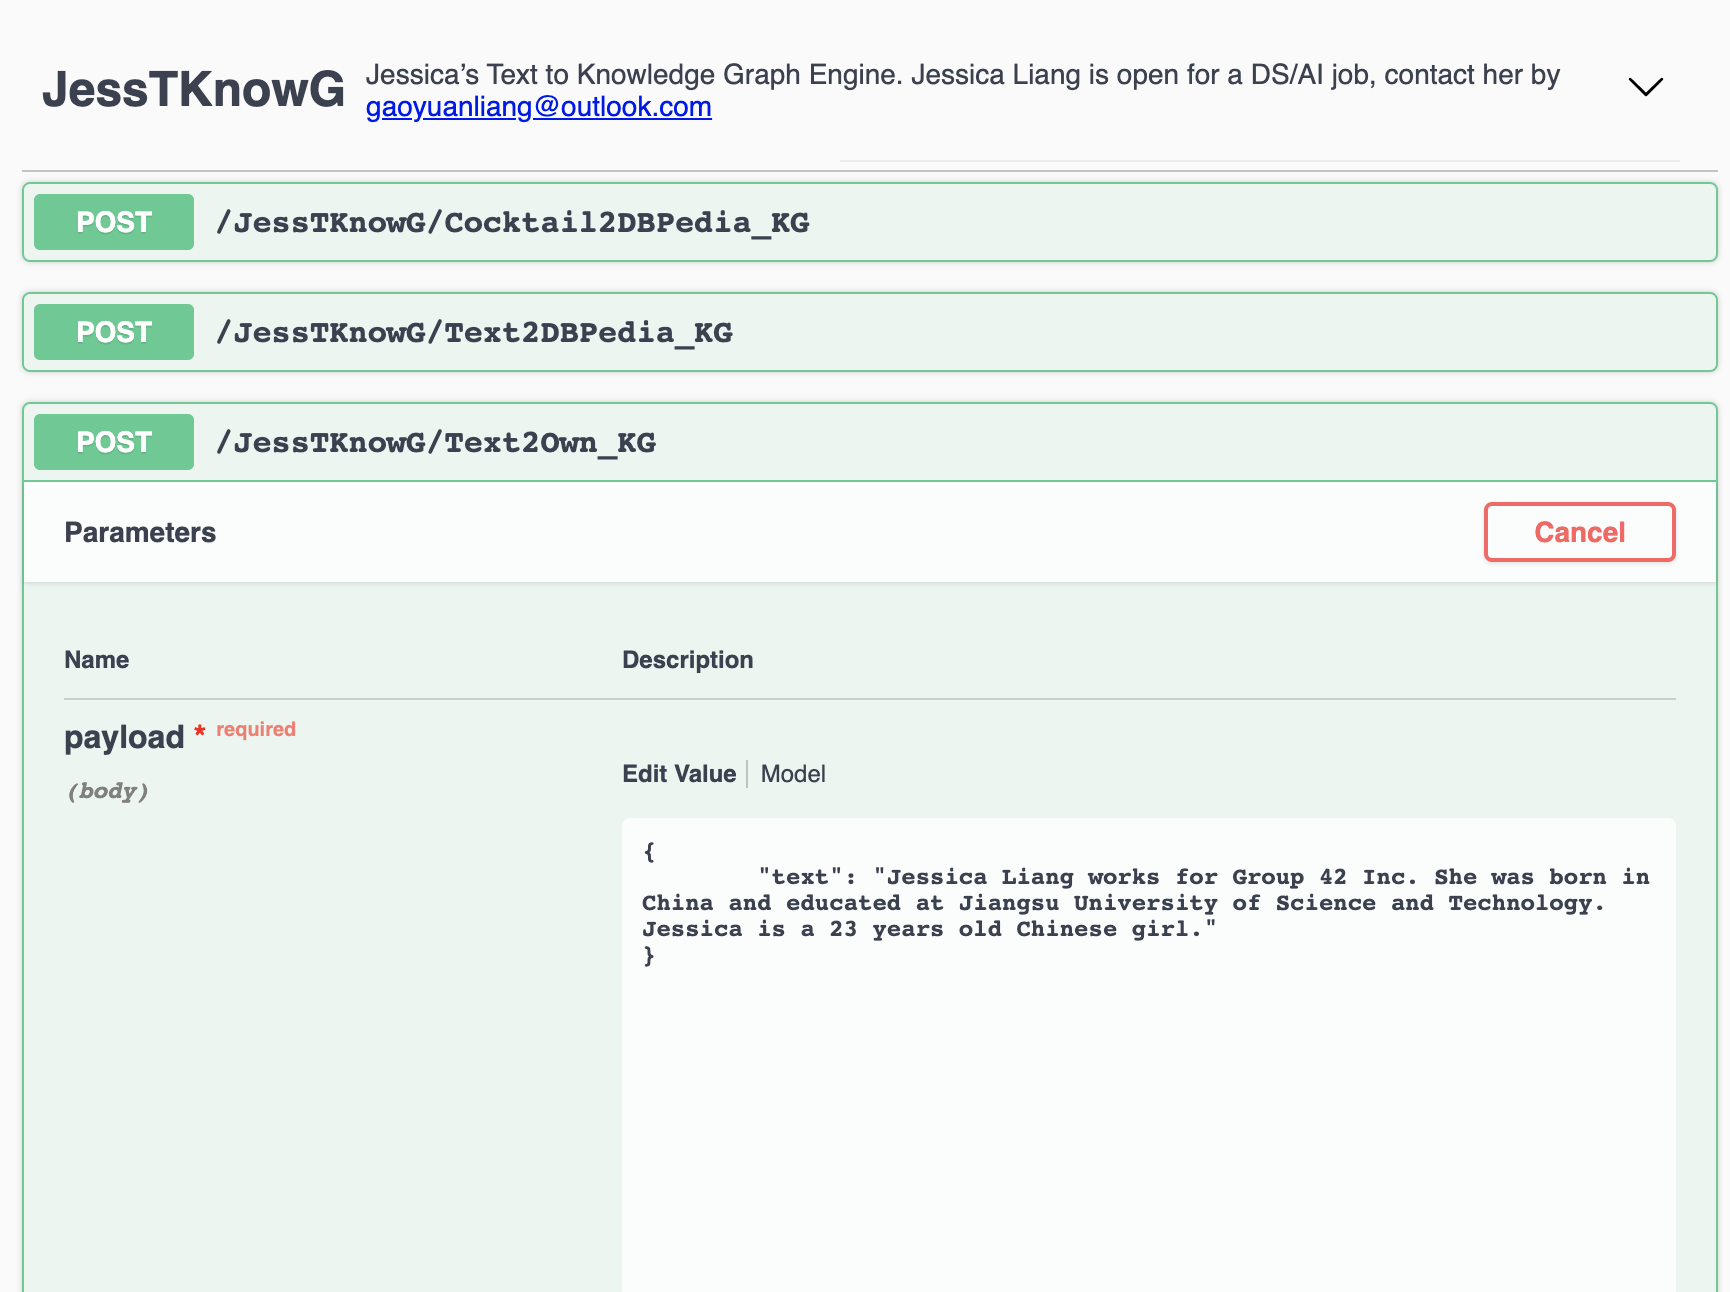 JessTKnowG
Jessica’s Text to Knowledge Graph Engine. Jessica Liang is open for a DS/AI job, contact her by
gaoyuanliang@outlook.com
POST /JessTKnowG/Cocktail2DBPedia_KG
POST /JessTKnowG/Text2DBPedia_KG
POST /JessTKnowG/Text2Own_KG
Parameters Cancel
Name Description
payload * required
(body)
Edit Value | Model
{
"text": "Jessica Liang works for Group 42 Inc. She was born in
China and educated at Jiangsu University of Science and Technology.
Jessica is a 23 years old Chinese girl."
}